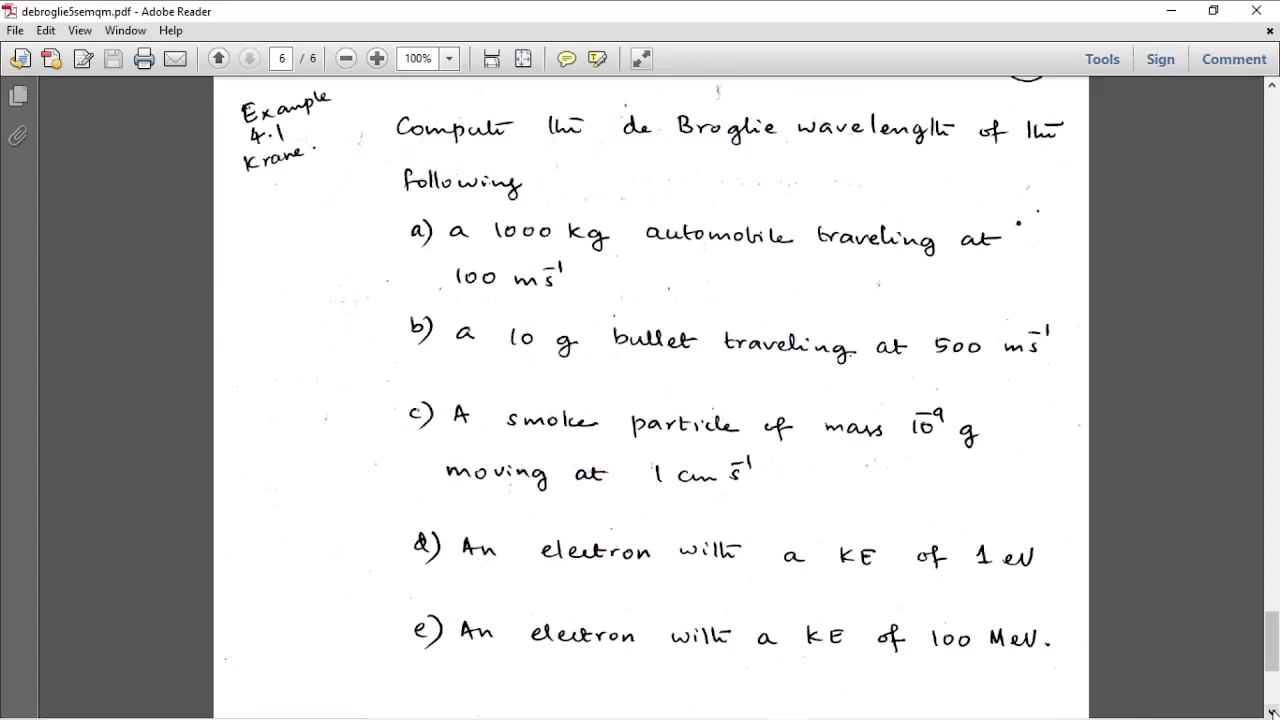 debroglie5semqm.pdf - Adobe Reader
File Edit View Window Help
6 / 6 100% Tools Sign Comment
Example
4.1
Krane.
Compute the de Broglie wavelength of the
following
a) a 1000 kg automobile traveling at
100 ms⁻¹
b) a 10 g bullet traveling at 500 ms⁻¹
c) A smoke particle of mass 10⁻⁹ g
moving at 1 cm s⁻¹
d) An electron with a KE of 1 eV
e) An electron with a KE of 100 MeV.